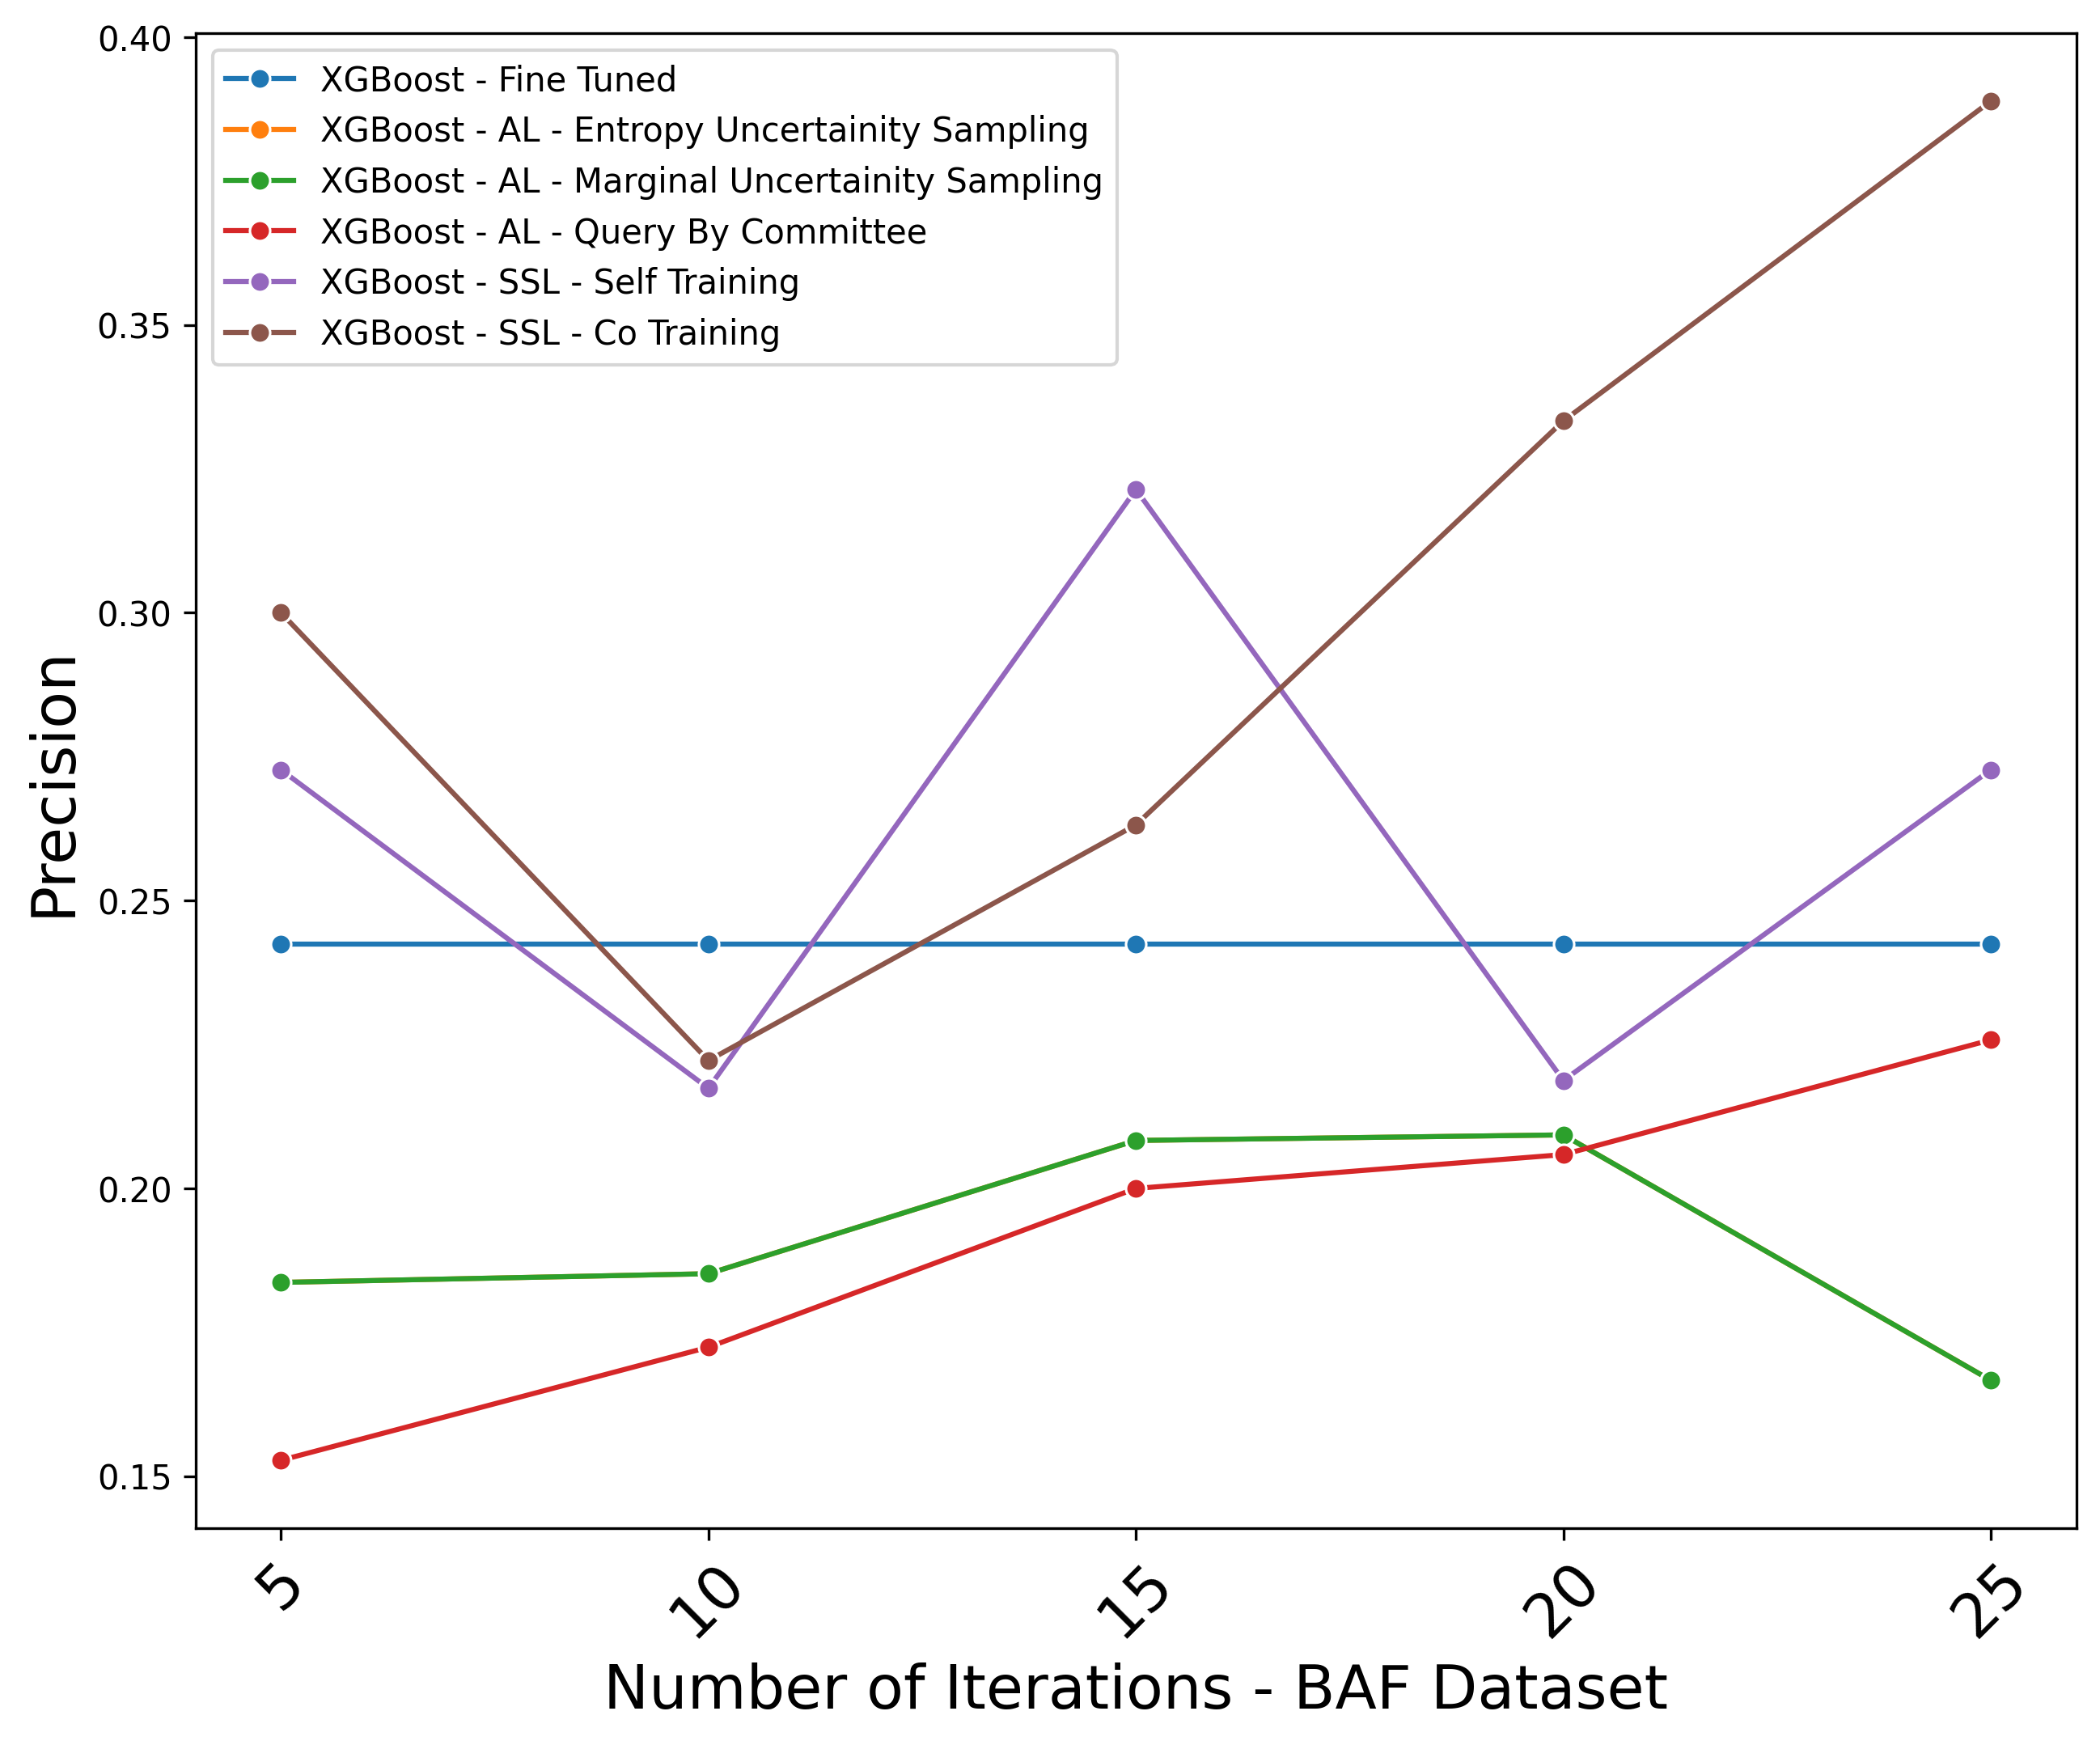 0.40
0.35
0.30
0.25
0.20
0.15
Precision
XGBoost - Fine Tuned
XGBoost - AL - Entropy Uncertainity Sampling
XGBoost - AL - Marginal Uncertainity Sampling
XGBoost - AL - Query By Committee
XGBoost - SSL - Self Training
XGBoost - SSL - Co Training
5
10
15
20
25
Number of Iterations - BAF Dataset